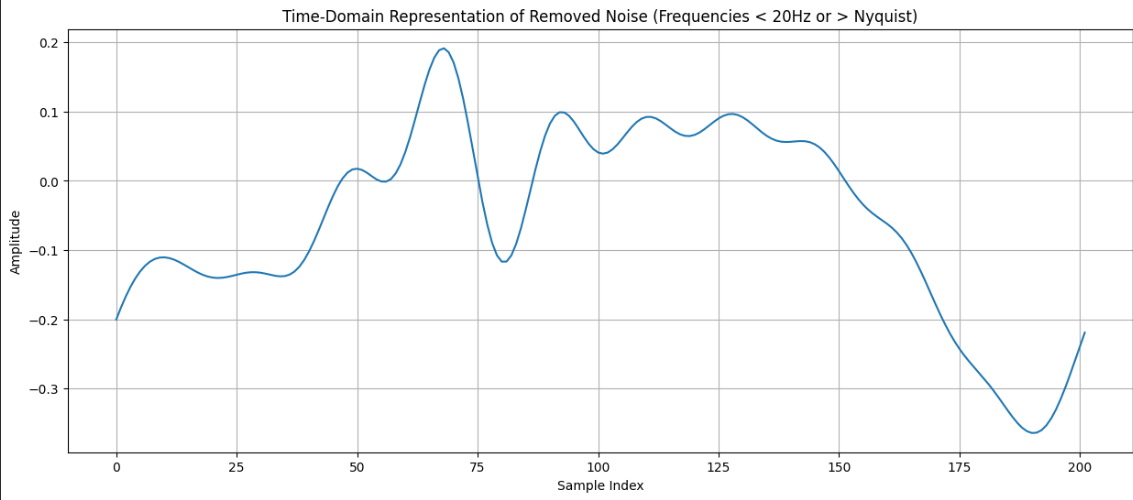 Time-Domain Representation of Removed Noise (Frequencies < 20Hz or > Nyquist)
0.2
0.1
0.0
−0.1
−0.2
−0.3
Amplitude
0 25 50 75 100 125 150 175 200
Sample Index